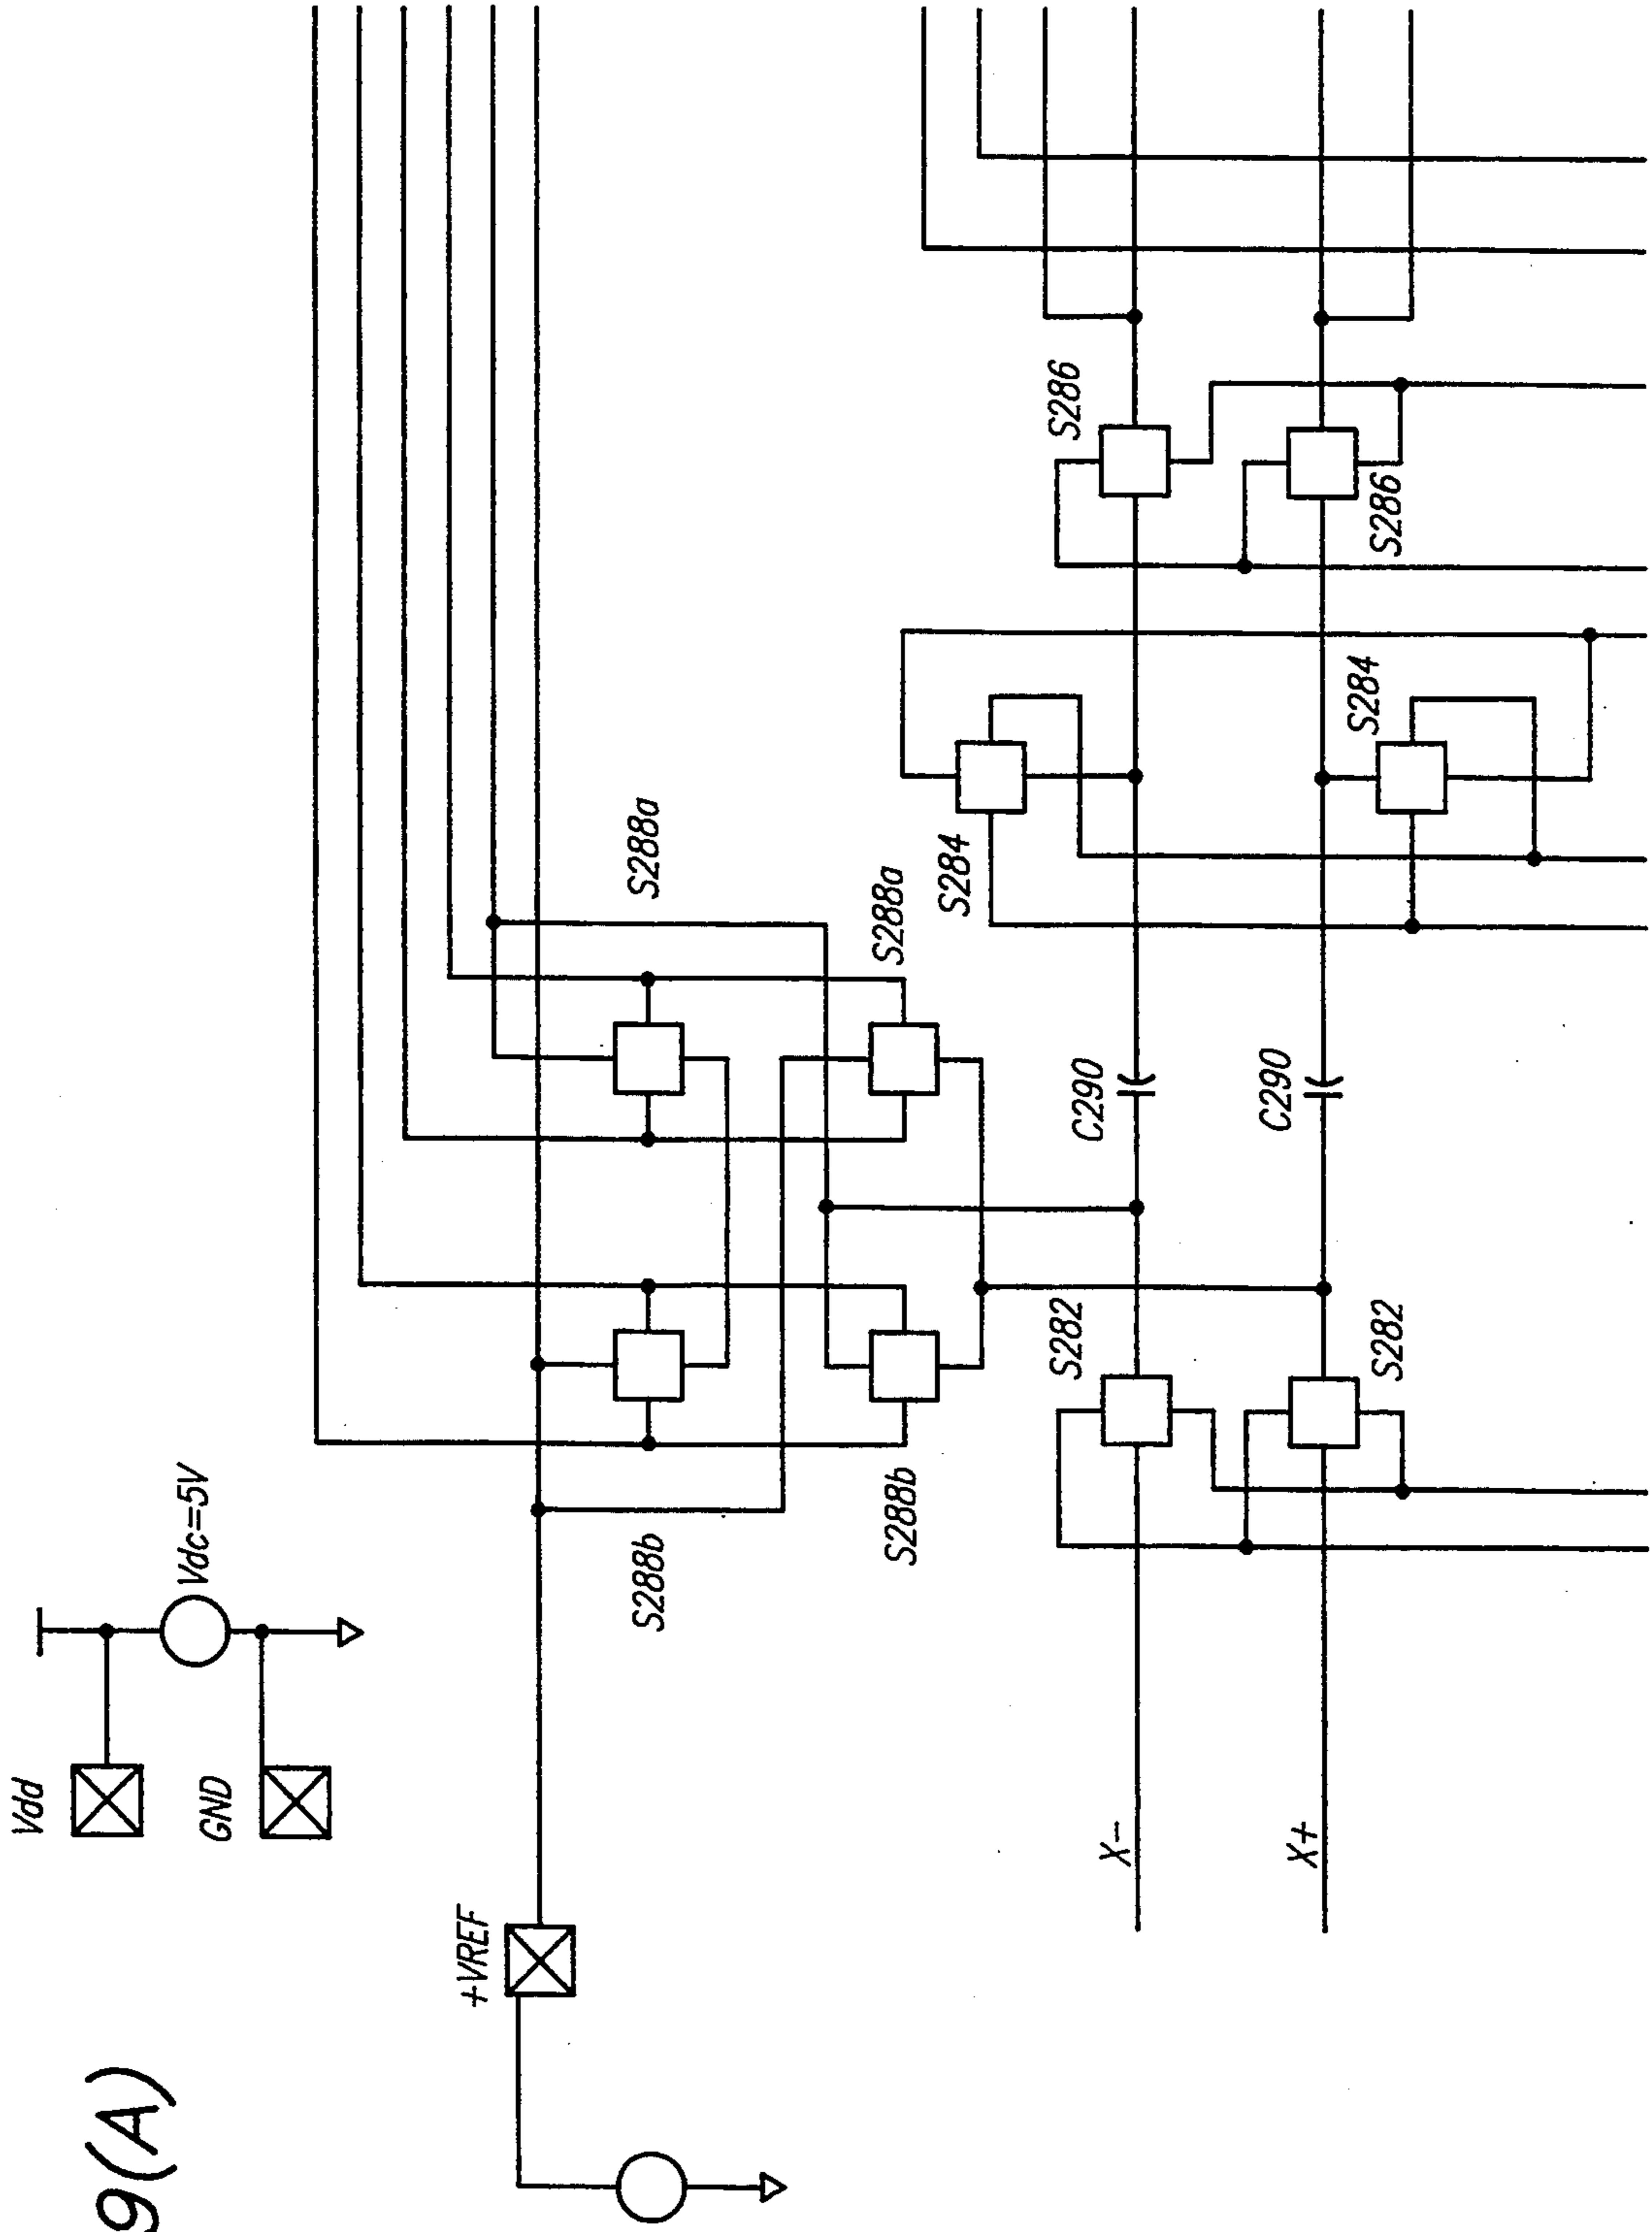 9(A)
Vdd
Vdc=5V
GND
+VREF
S288b
S288a
S288b
S288a
S284
S282
S286
C290
X-
C290
X+
S284
S282
S286